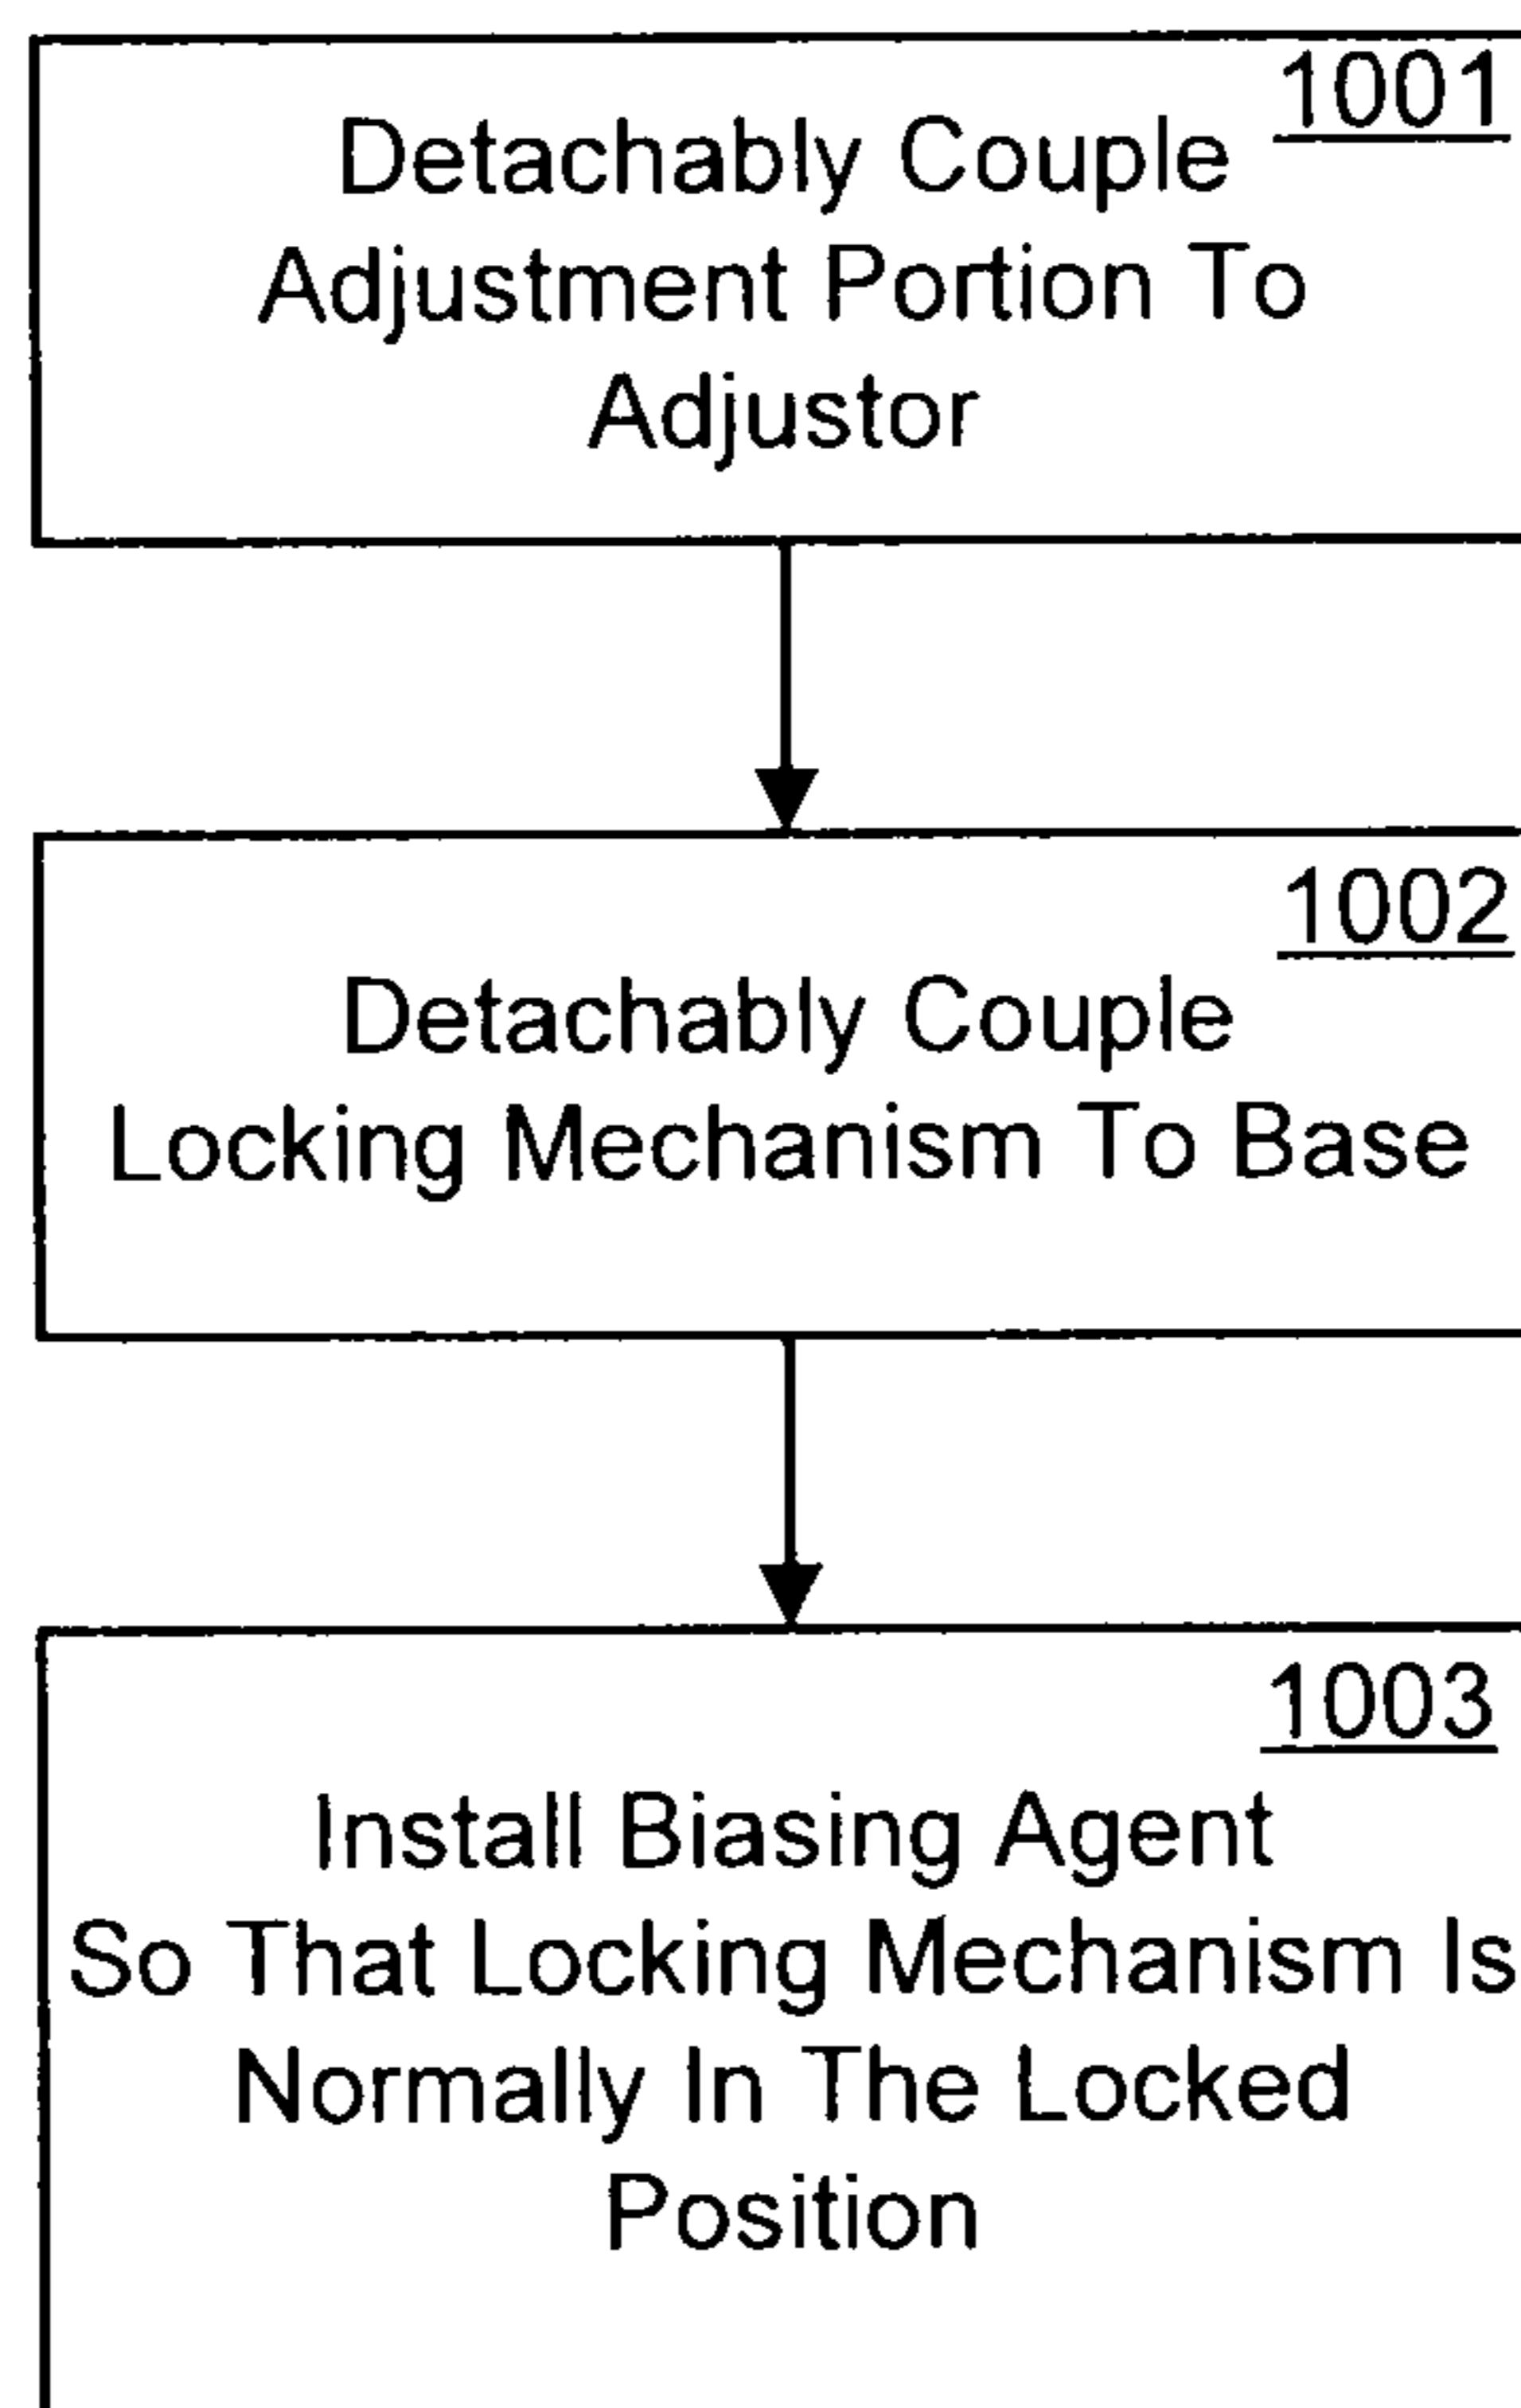 1001
Detachably Couple
Adjustment Portion To
Adjustor
1002
Detachably Couple
Locking Mechanism To Base
1003
Install Biasing Agent
So That Locking Mechanism Is
Normally In The Locked
Position